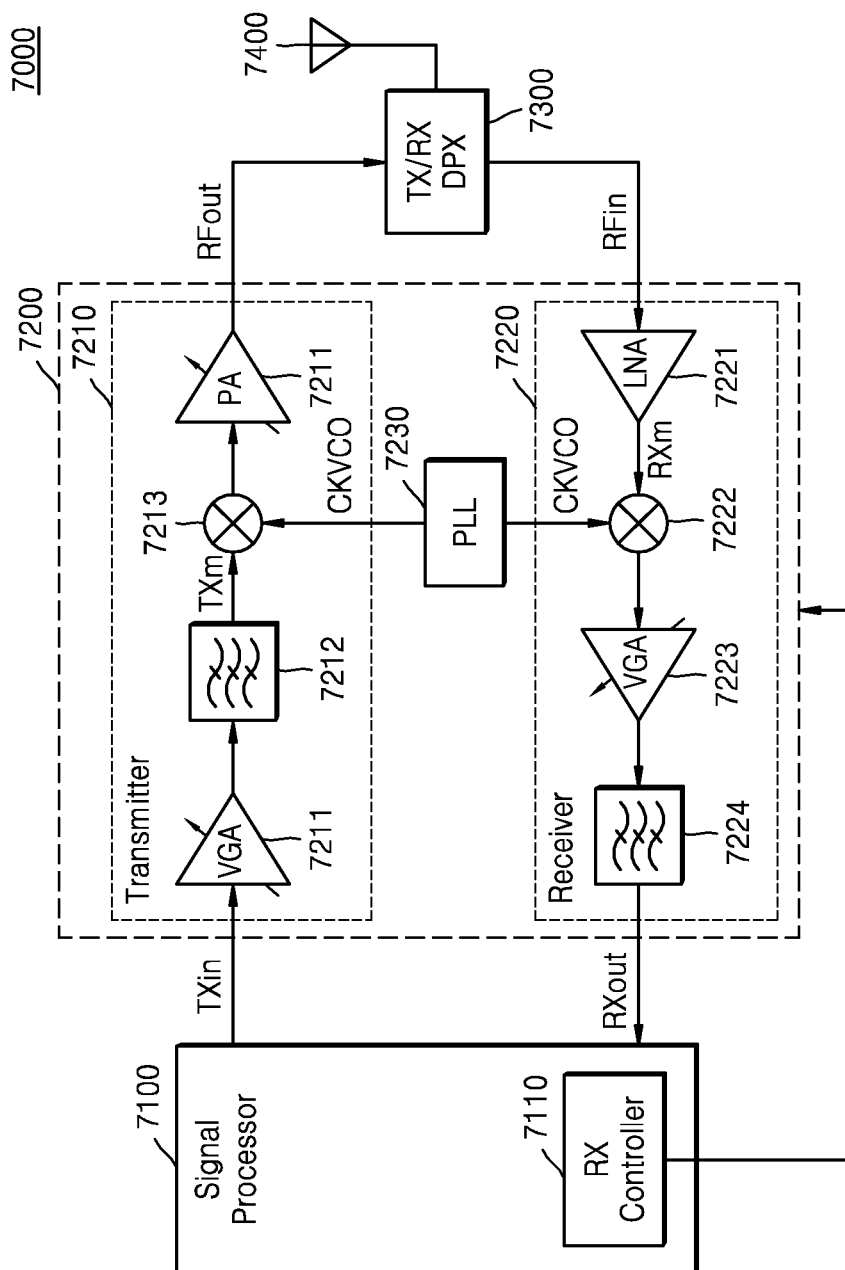 7000
7100
Signal
Processor
7110
RX
Controller
TXin
RXout
7200
7210
Transmitter
VGA
7211
7212
TXm
7213
PA
7211
RFout
CKVCO
7230
PLL
CKVCO
7220
Receiver
LNA
7221
RXm
7222
VGA
7223
7224
RFin
TX/RX
DPX
7300
7400